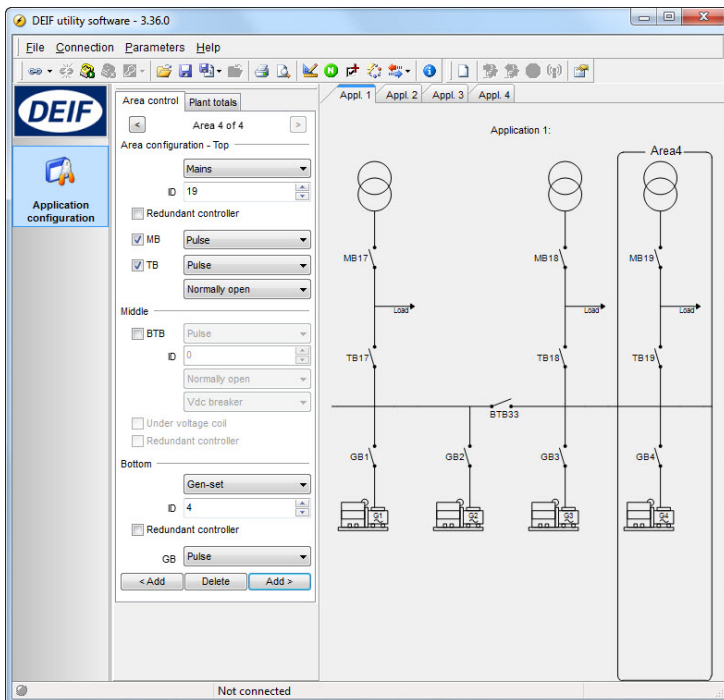 DEIF utility software - 3.36.0
File Connection Parameters Help
DEIF
Application
configuration
Area control Plant totals
< Area 4 of 4 >
Area configuration - Top
Mains
ID 19
Redundant controller
MB Pulse
TB Pulse
Normally open
Middle
BTB Pulse
ID 0
Normally open
Vdc breaker
Under voltage coil
Redundant controller
Bottom
Gen-set
ID 4
Redundant controller
GB Pulse
< Add Delete Add >
Appl. 1 Appl. 2 Appl. 3 Appl. 4
Application 1:
Area4
MB17 MB18 MB19
Load Load Load
TB17 TB18 TB19
BTB33
GB1 GB2 GB3 GB4
G1 G2 G3 G4
Not connected